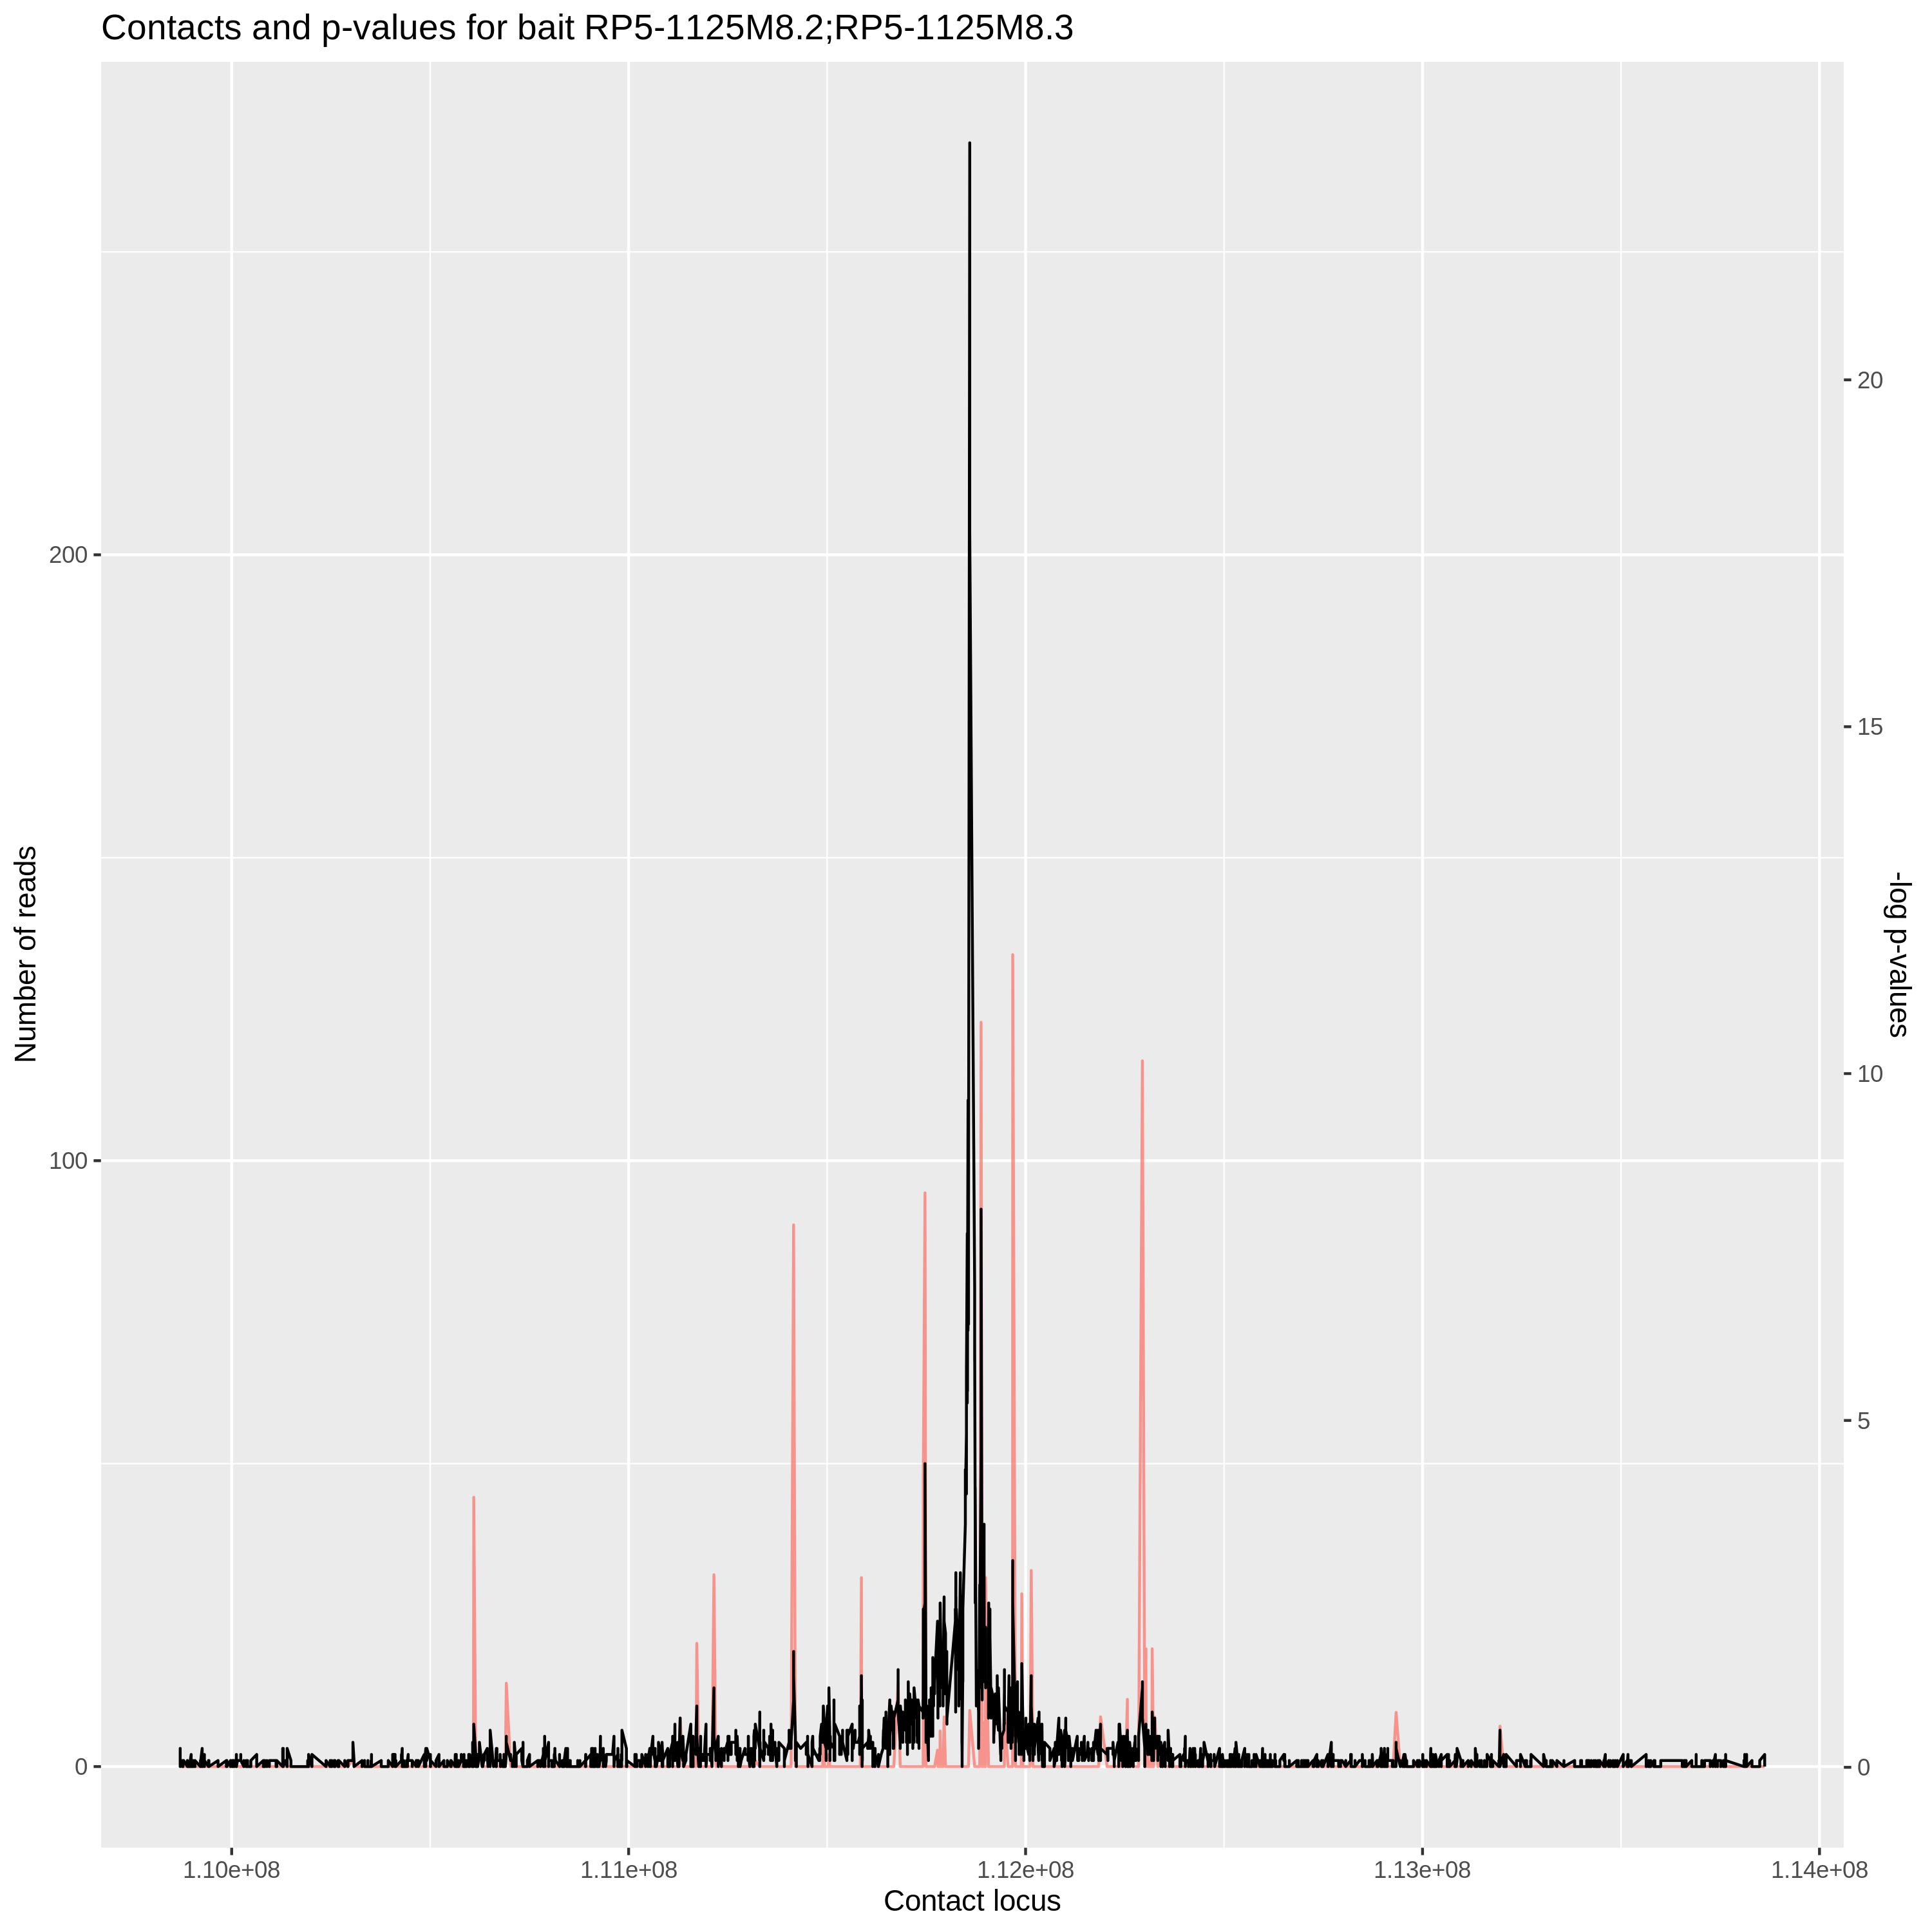 Contacts and p-values for bait RP5-1125M8.2;RP5-1125M8.3
Number of reads
200
100
0
20
15
10
5
0
-log p-values
1.10e+08
1.11e+08
1.12e+08
1.13e+08
1.14e+08
Contact locus